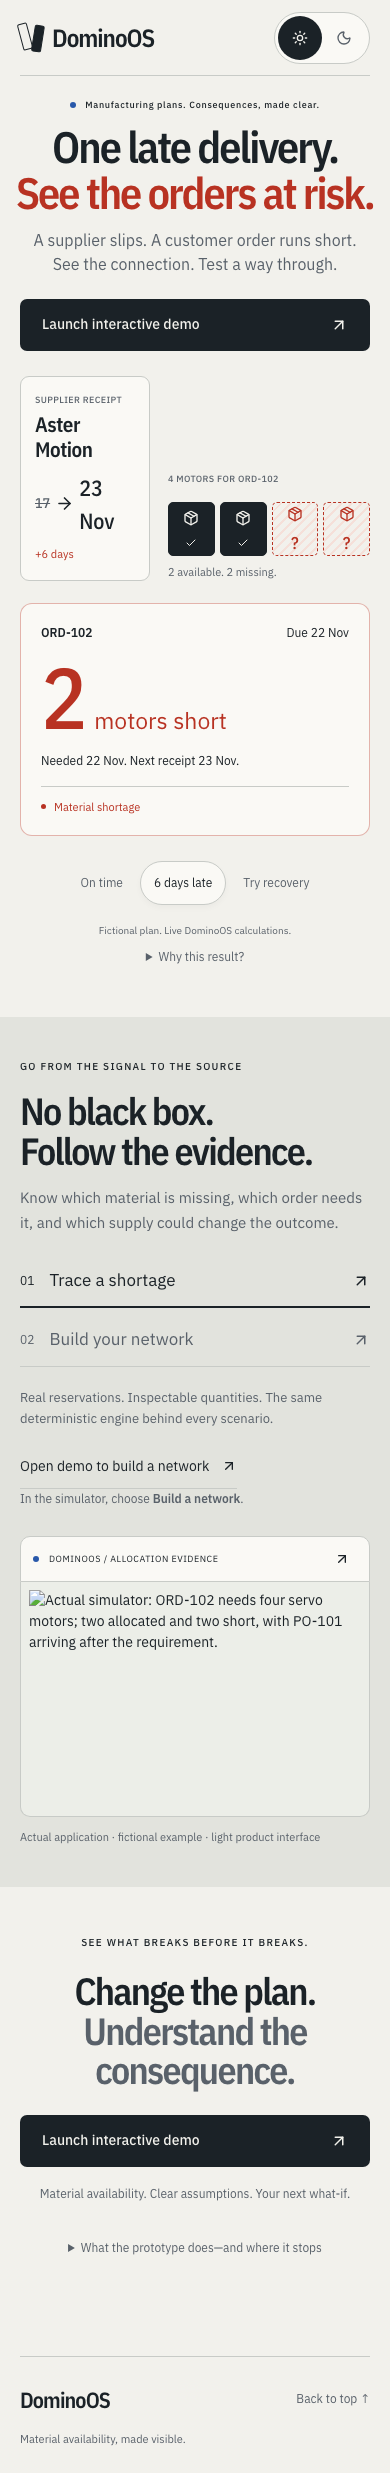 DominoOS
Manufacturing plans. Consequences, made clear.
One late delivery.
See the orders at risk.
A supplier slips. A customer order runs short.
See the connection. Test a way through.
Launch interactive demo
SUPPLIER RECEIPT
Aster
Motion
17 → 23
Nov
+6 days
4 MOTORS FOR ORD-102
? ?
2 available. 2 missing.
ORD-102 Due 22 Nov
2 motors short
Needed 22 Nov. Next receipt 23 Nov.
Material shortage
On time 6 days late Try recovery
Fictional plan. Live DominoOS calculations.
▶ Why this result?
GO FROM THE SIGNAL TO THE SOURCE
No black box.
Follow the evidence.
Know which material is missing, which order needs
it, and which supply could change the outcome.
01 Trace a shortage
02 Build your network
Real reservations. Inspectable quantities. The same
deterministic engine behind every scenario.
Open demo to build a network
In the simulator, choose Build a network.
DOMINOOS / ALLOCATION EVIDENCE
Actual simulator: ORD-102 needs four servo
motors; two allocated and two short, with PO-101
arriving after the requirement.
Actual application · fictional example · light product interface
SEE WHAT BREAKS BEFORE IT BREAKS.
Change the plan.
Understand the
consequence.
Launch interactive demo
Material availability. Clear assumptions. Your next what-if.
▶ What the prototype does—and where it stops
DominoOS Back to top ↑
Material availability, made visible.